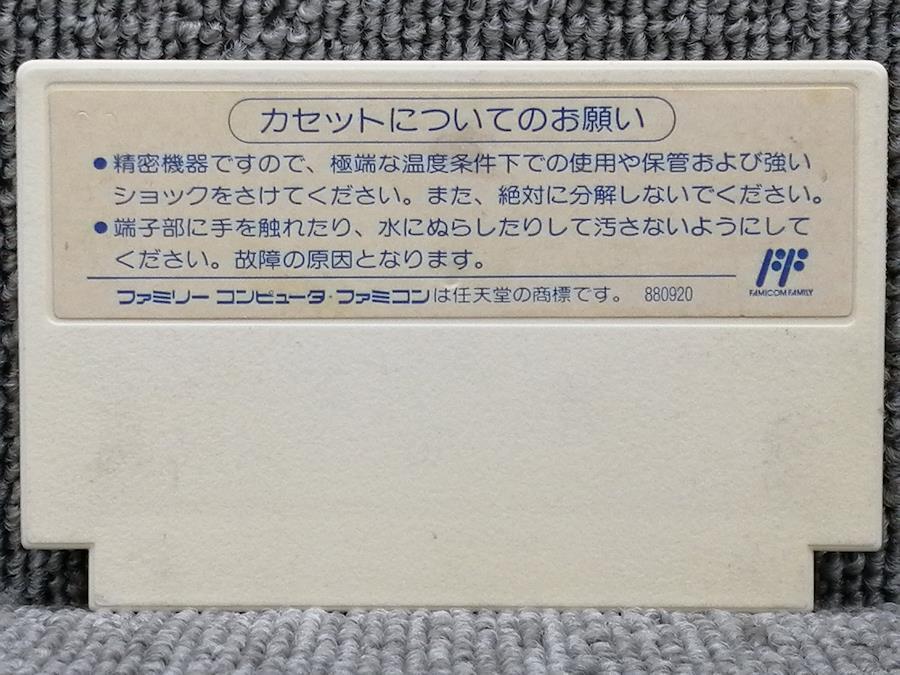 カセットについてのお願い
●精密機器ですので、極端な温度条件下での使用や保管および強い
ショックをさけてください。また、絶対に分解しないでください。
●端子部に手を触れたり、水にぬらしたりして汚さないようにして
ください。故障の原因となります。
ファミリー コンピュータ・ファミコンは任天堂の商標です。 880920
FAMICOM FAMILY